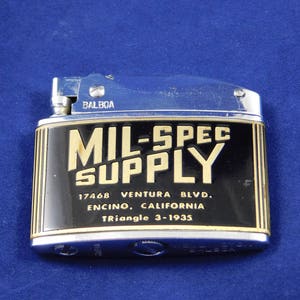 BALBOA
MIL-SPEC
SUPPLY
17468 VENTURA BLVD.
ENCINO, CALIFORNIA
TRiangle 3-1935